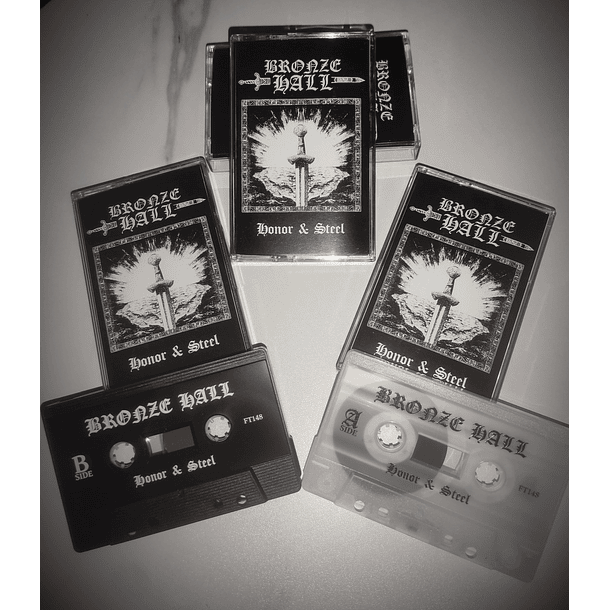 BRONZE
HALL
Honor & Steel
BRONZE
BRONZE
HALL
Honor & Steel
BRONZE
HALL
Honor & Steel
BRONZE HALL
B
SIDE
FT148
Honor & Steel
BRONZE HALL
A
SIDE
FT148
Honor & Steel